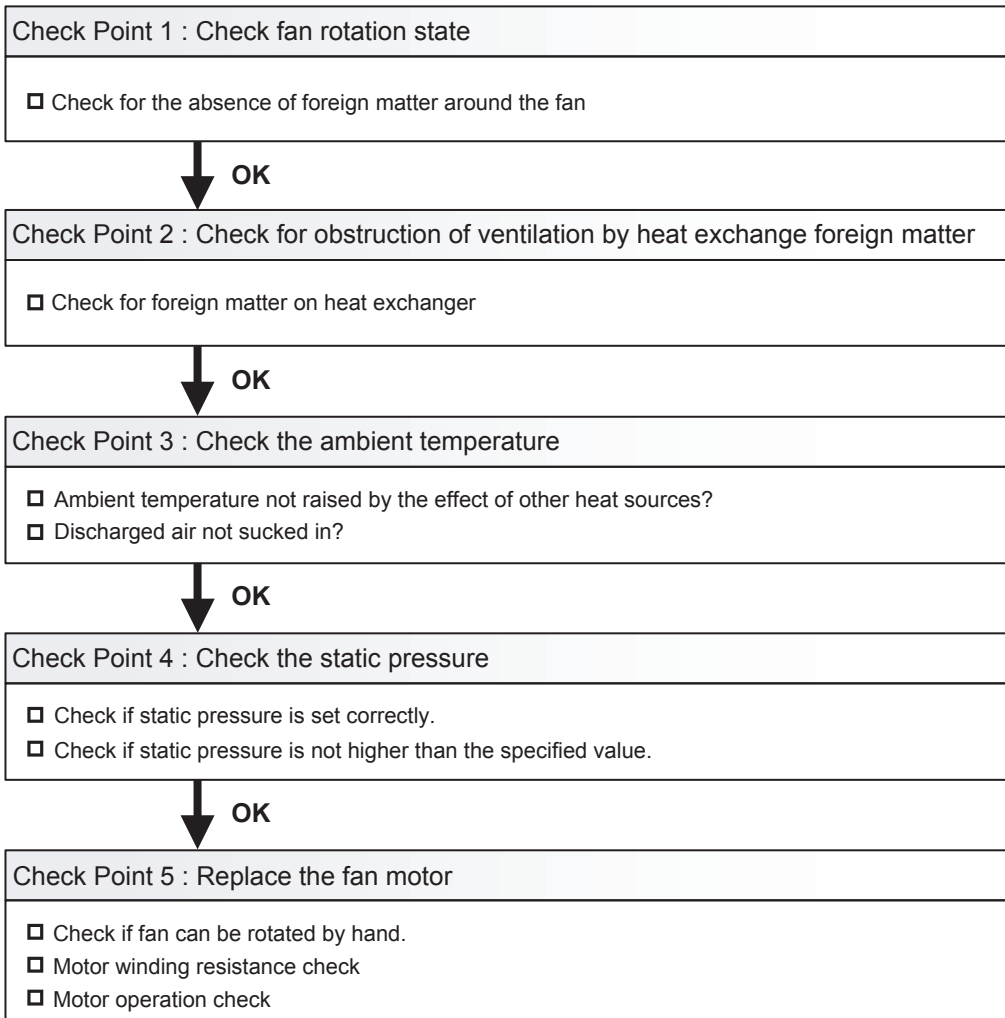 Check Point 1 : Check fan rotation state
☐ Check for the absence of foreign matter around the fan
OK
Check Point 2 : Check for obstruction of ventilation by heat exchange foreign matter
☐ Check for foreign matter on heat exchanger
OK
Check Point 3 : Check the ambient temperature
☐ Ambient temperature not raised by the effect of other heat sources?
☐ Discharged air not sucked in?
OK
Check Point 4 : Check the static pressure
☐ Check if static pressure is set correctly.
☐ Check if static pressure is not higher than the specified value.
OK
Check Point 5 : Replace the fan motor
☐ Check if fan can be rotated by hand.
☐ Motor winding resistance check
☐ Motor operation check